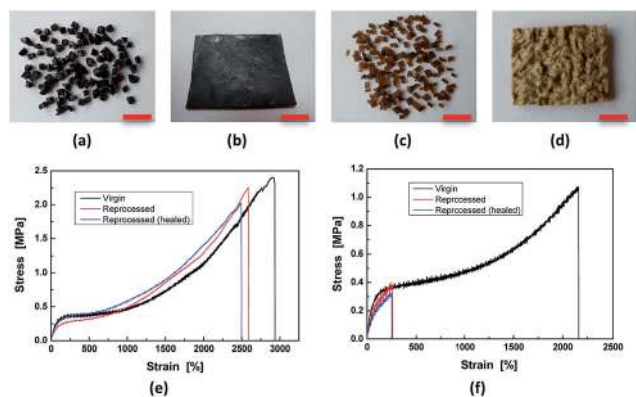 (a)
(b)
(c)
(d)
Virgin
Reprocessed
Reprocessed (healed)
Stress [MPa]
2.5
2.0
1.5
1.0
0.5
0.0
0
500
1000
1500
2000
2500
3000
Strain [%]
(e)
Virgin
Reprocessed
Reprocessed (healed)
Stress [MPa]
1.2
1.0
0.8
0.6
0.4
0.2
0.0
0
500
1000
1500
2000
2500
Strain [%]
(f)